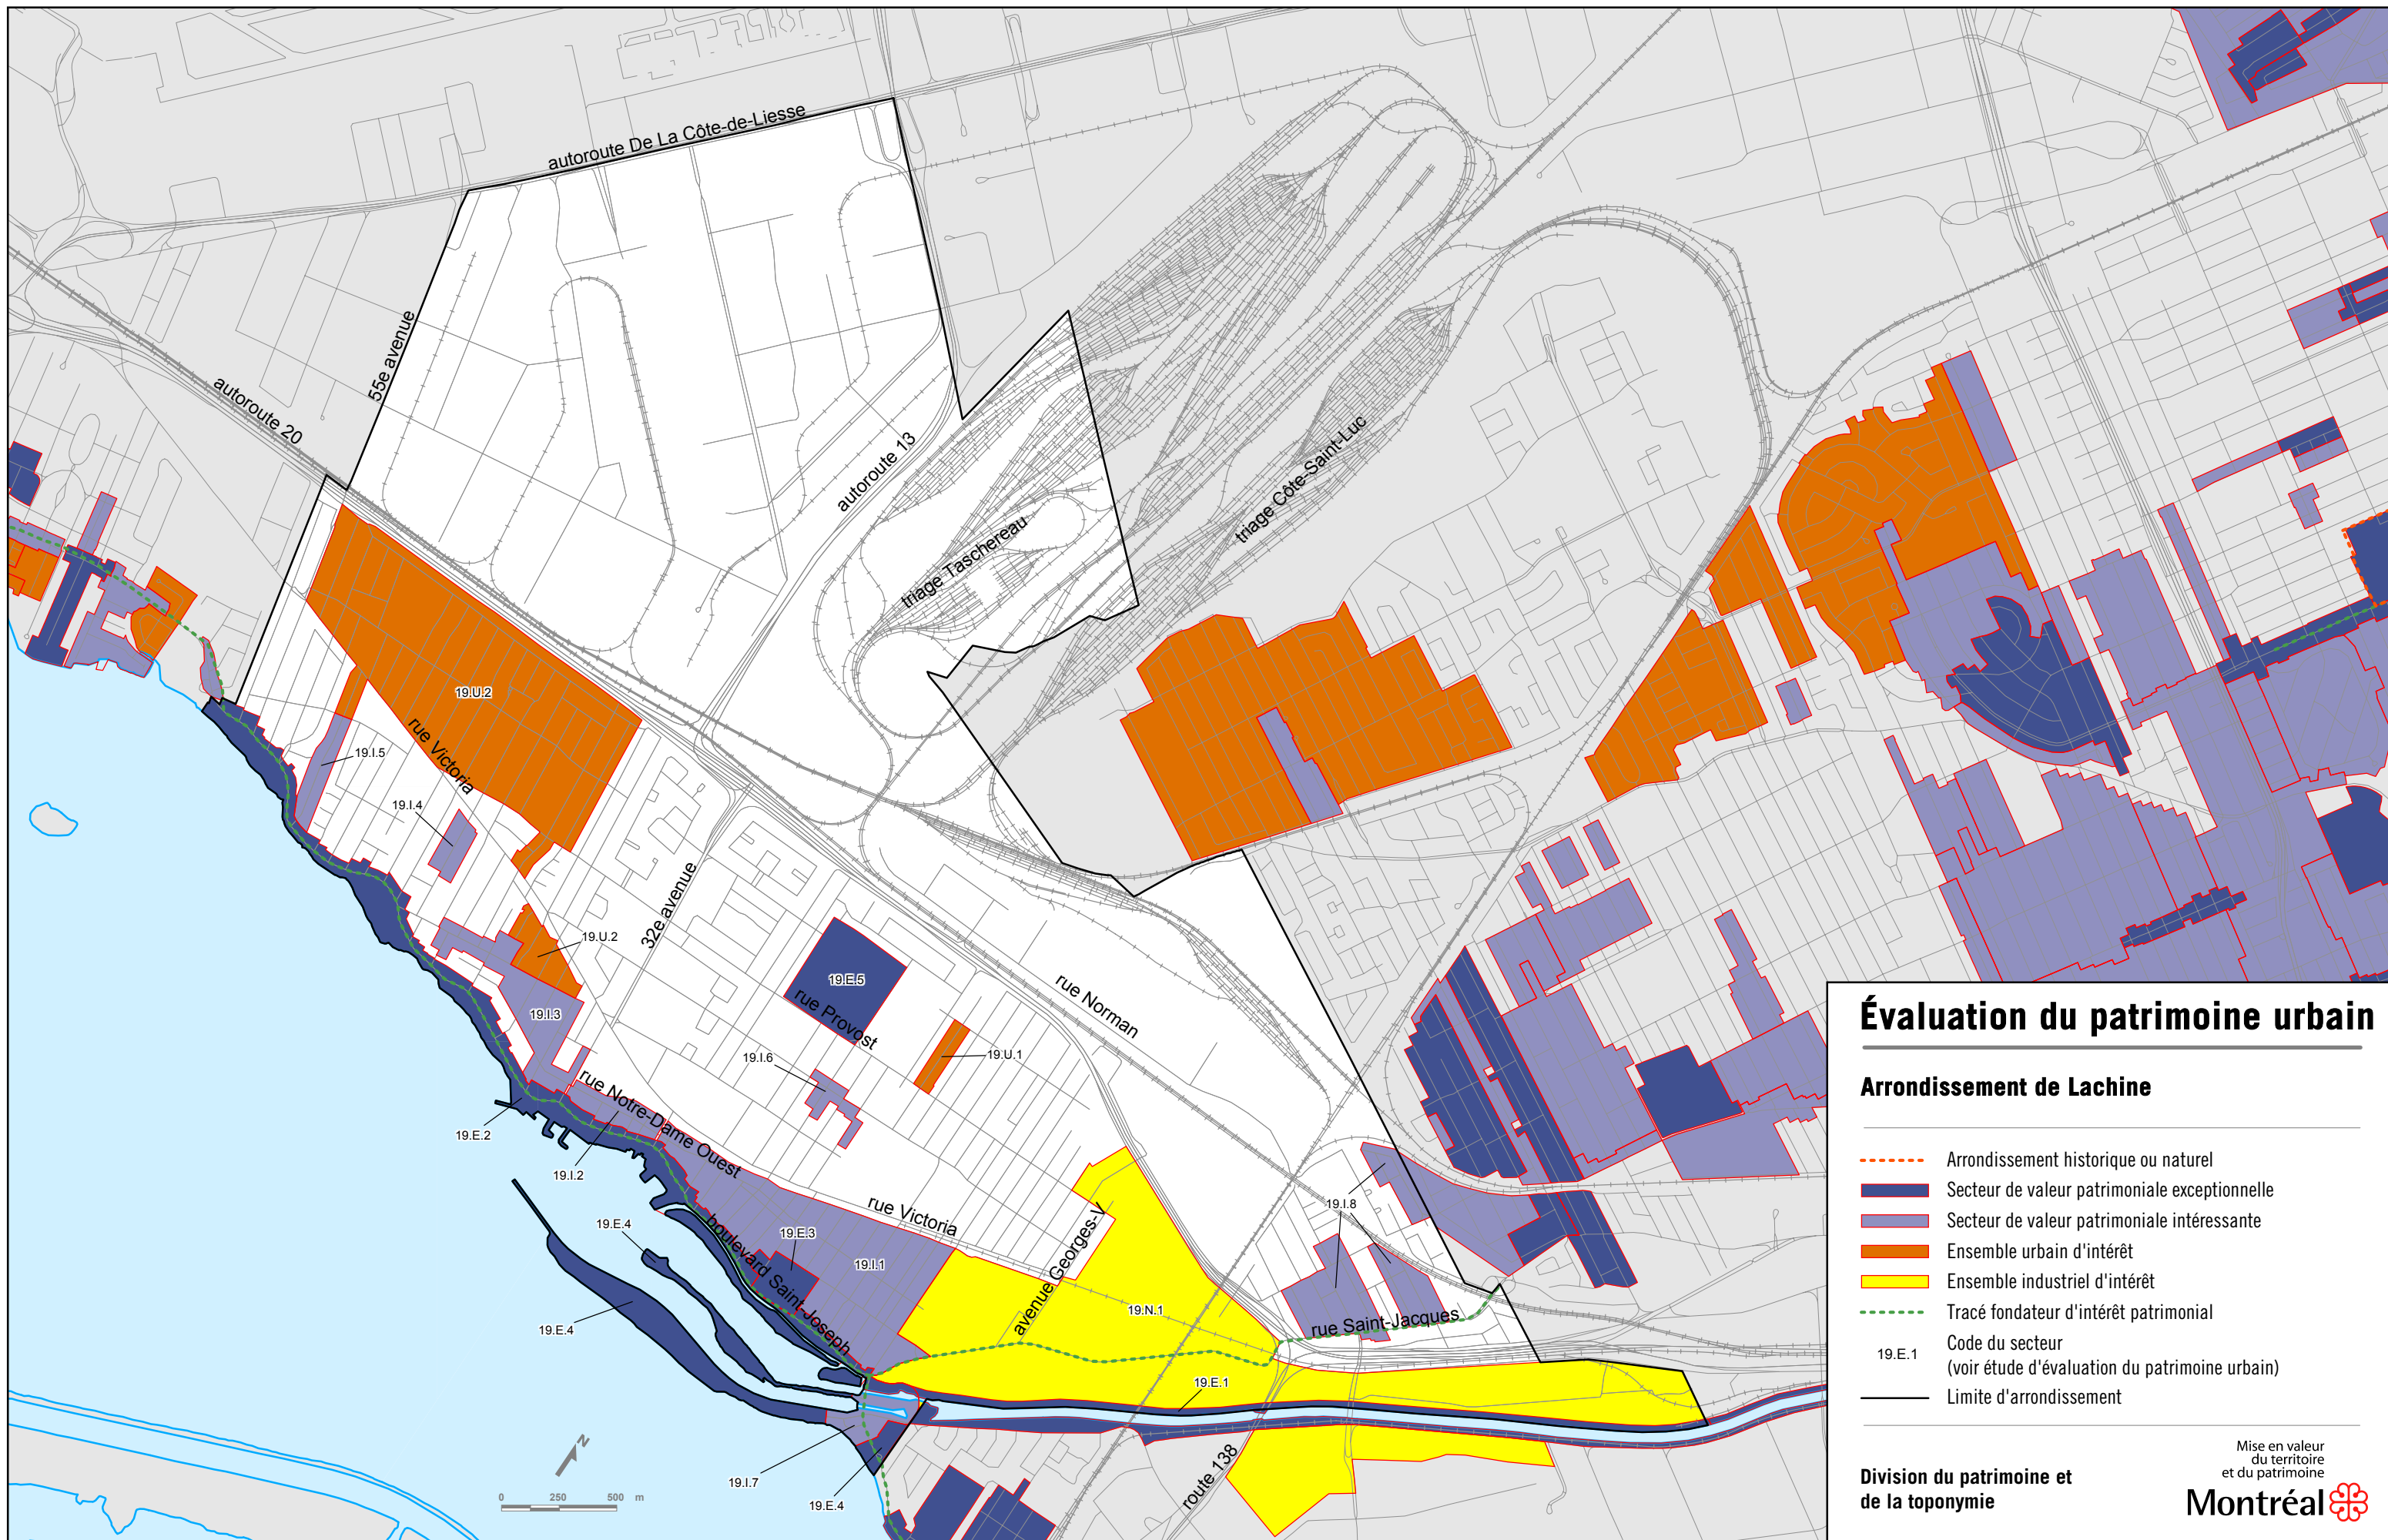 autoroute De La Côte-de-Liesse
55e avenue
autoroute 20
autoroute 13
triage Côte-Saint-Luc
triage Taschereau
19.U.2
rue Victoria
19.I.5
19.I.4
32e avenue
19.U.2
19.E.5
rue Provost
rue Norman
19.I.3
19.U.1
19.I.6
rue Notre-Dame Ouest
19.E.2
19.I.2
rue Victoria
19.I.8
19.E.4
boulevard Saint-Joseph
19.E.3
19.I.1
avenue Georges-V
19.N.1
19.E.4
rue Saint-Jacques
19.E.1
route 138
19.I.7
19.E.4
N
0 250 500 m
Évaluation du patrimoine urbain
Arrondissement de Lachine
Arrondissement historique ou naturel
Secteur de valeur patrimoniale exceptionnelle
Secteur de valeur patrimoniale intéressante
Ensemble urbain d'intérêt
Ensemble industriel d'intérêt
Tracé fondateur d'intérêt patrimonial
19.E.1 Code du secteur
(voir étude d'évaluation du patrimoine urbain)
Limite d'arrondissement
Division du patrimoine et
de la toponymie
Mise en valeur
du territoire
et du patrimoine
Montréal